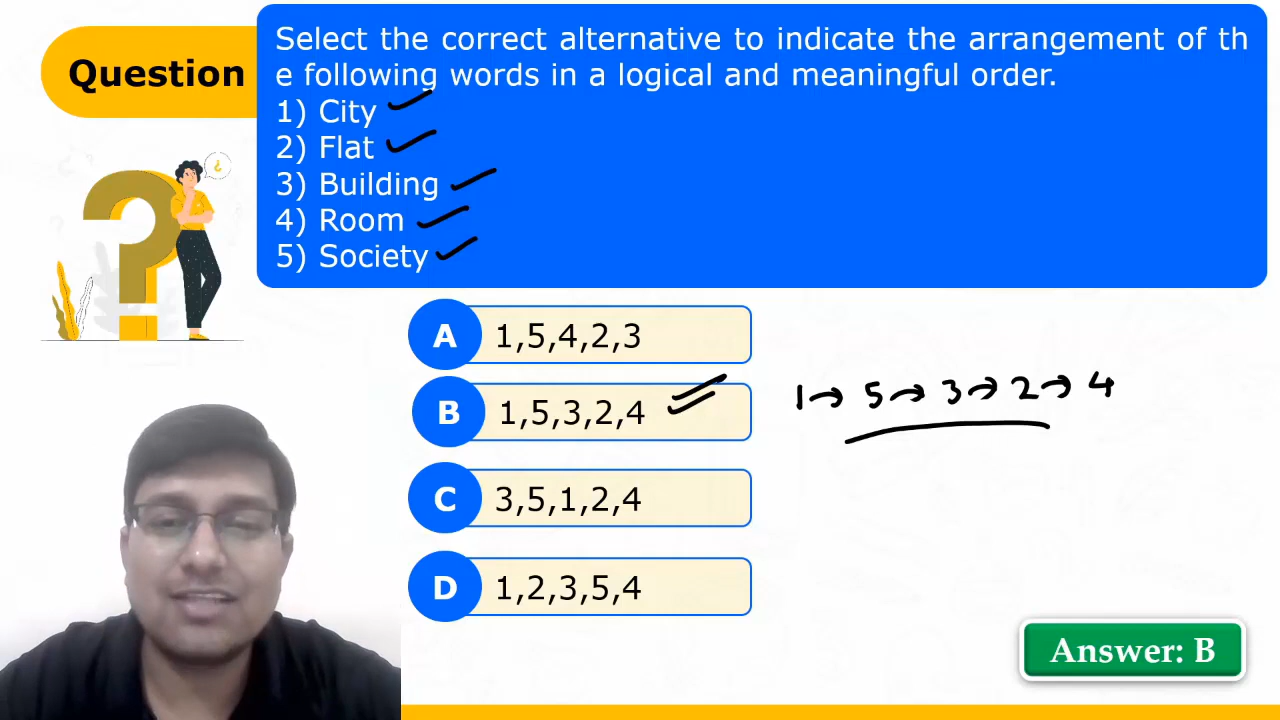 Question
Select the correct alternative to indicate the arrangement of th
e following words in a logical and meaningful order.
1) City
2) Flat
3) Building
4) Room
5) Society
¿
A 1,5,4,2,3
B 1,5,3,2,4
1→ 5→ 3→ 2→ 4
C 3,5,1,2,4
D 1,2,3,5,4
Answer: B